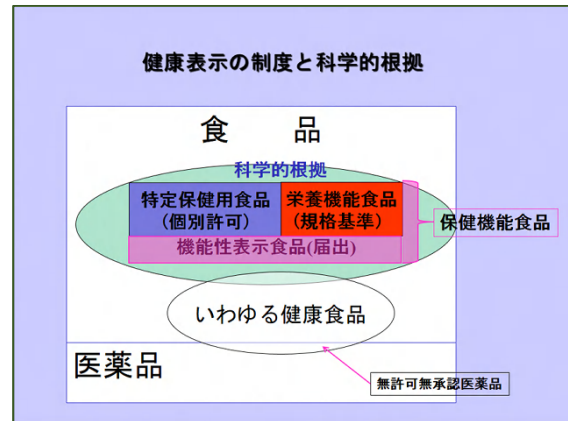 健康表示の制度と科学的根拠
食　　品
科学的根拠
特定保健用食品
（個別許可）
栄養機能食品
（規格基準）
保健機能食品
機能性表示食品(届出)
いわゆる健康食品
医薬品
無許可無承認医薬品